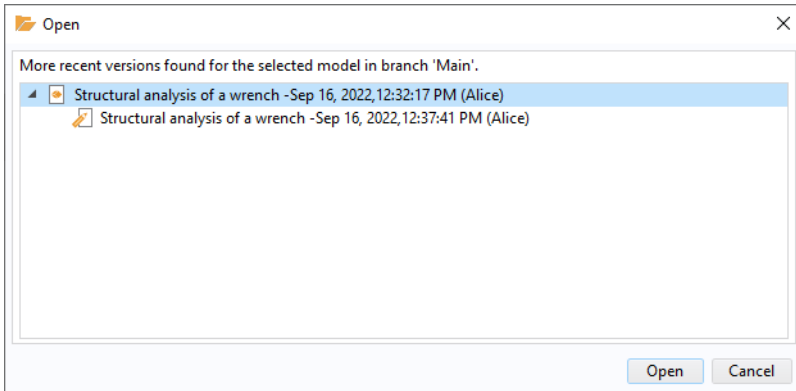 Open
More recent versions found for the selected model in branch 'Main'.
Structural analysis of a wrench -Sep 16, 2022,12:32:17 PM (Alice)
Structural analysis of a wrench -Sep 16, 2022,12:37:41 PM (Alice)
Open Cancel